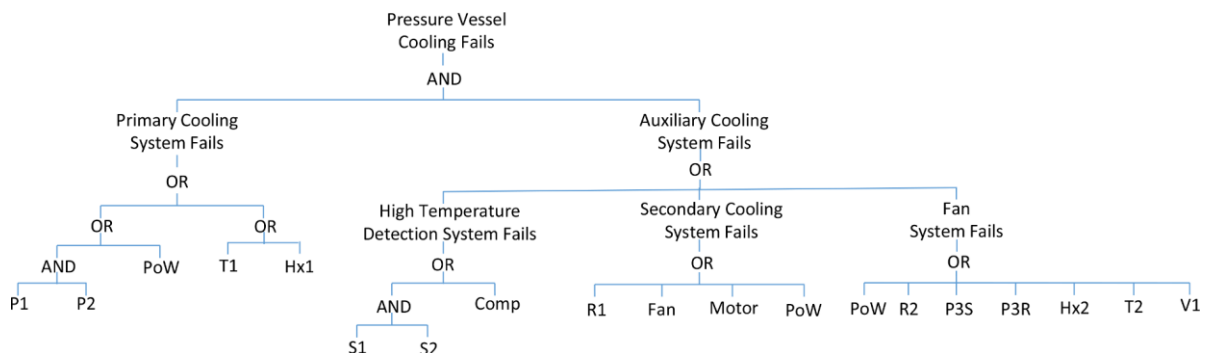 Pressure Vessel
Cooling Fails
AND
Primary Cooling
System Fails
Auxiliary Cooling
System Fails
OR
OR
High Temperature
Detection System Fails
Secondary Cooling
System Fails
Fan
System Fails
OR
OR
OR
OR
OR
AND
PoW
T1
Hx1
P1
P2
AND
Comp
S1
S2
R1
Fan
Motor
PoW
PoW
R2
P3S
P3R
Hx2
T2
V1